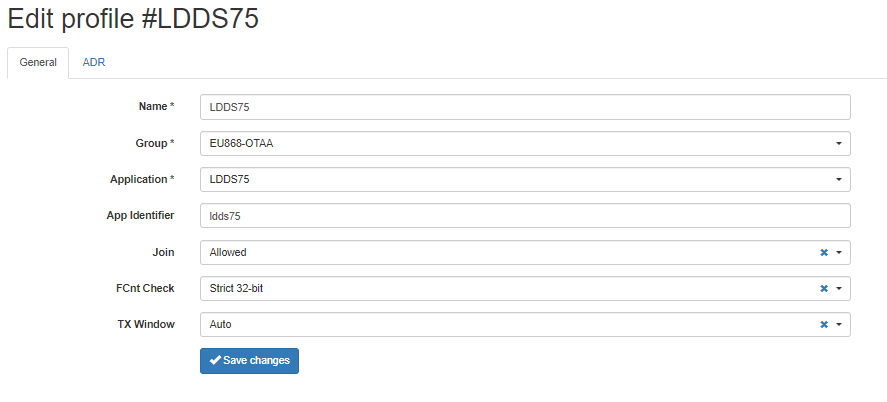 Edit profile #LDDS75
General ADR
Name * LDDS75
Group * EU868-OTAA
Application * LDDS75
App Identifier ldds75
Join Allowed
FCnt Check Strict 32-bit
TX Window Auto
Save changes